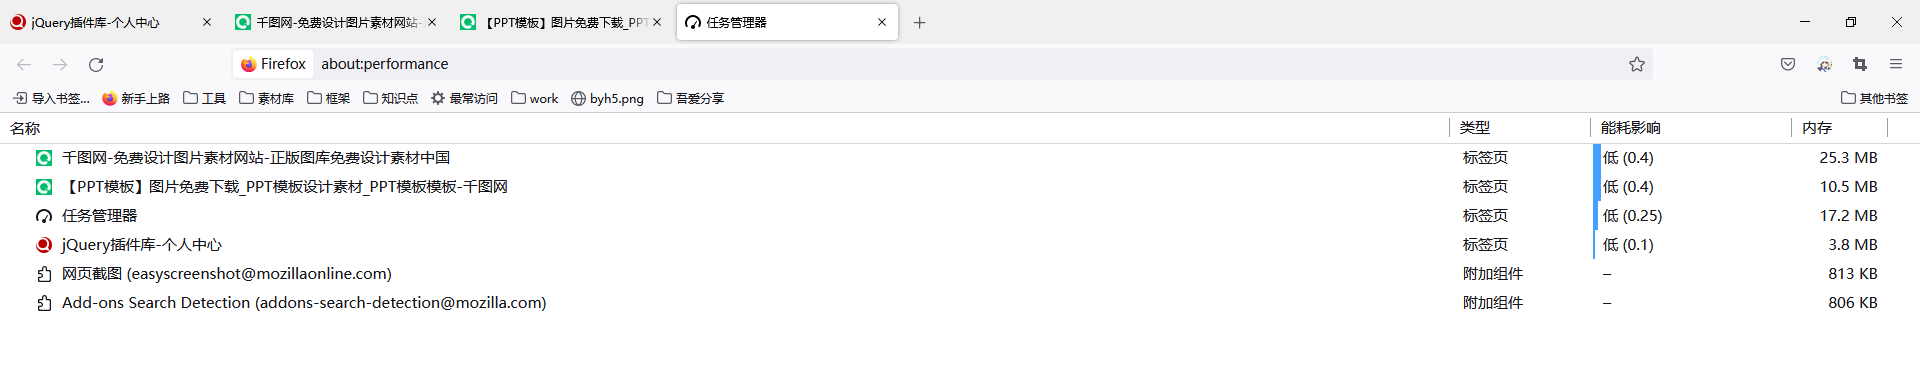 jQuery插件库-个人中心 千图网-免费设计图片素材网站- 【PPT模板】图片免费下载_PPT 任务管理器
Firefox about:performance
导入书签... 新手上路 工具 素材库 框架 知识点 最常访问 work byh5.png 吾爱分享 其他书签
名称 类型 能耗影响 内存
千图网-免费设计图片素材网站-正版图库免费设计素材中国 标签页 低 (0.4) 25.3 MB
【PPT模板】图片免费下载_PPT模板设计素材_PPT模板模板-千图网 标签页 低 (0.4) 10.5 MB
任务管理器 标签页 低 (0.25) 17.2 MB
jQuery插件库-个人中心 标签页 低 (0.1) 3.8 MB
网页截图 (easyscreenshot@mozillaonline.com) 附加组件 – 813 KB
Add-ons Search Detection (addons-search-detection@mozilla.com) 附加组件 – 806 KB